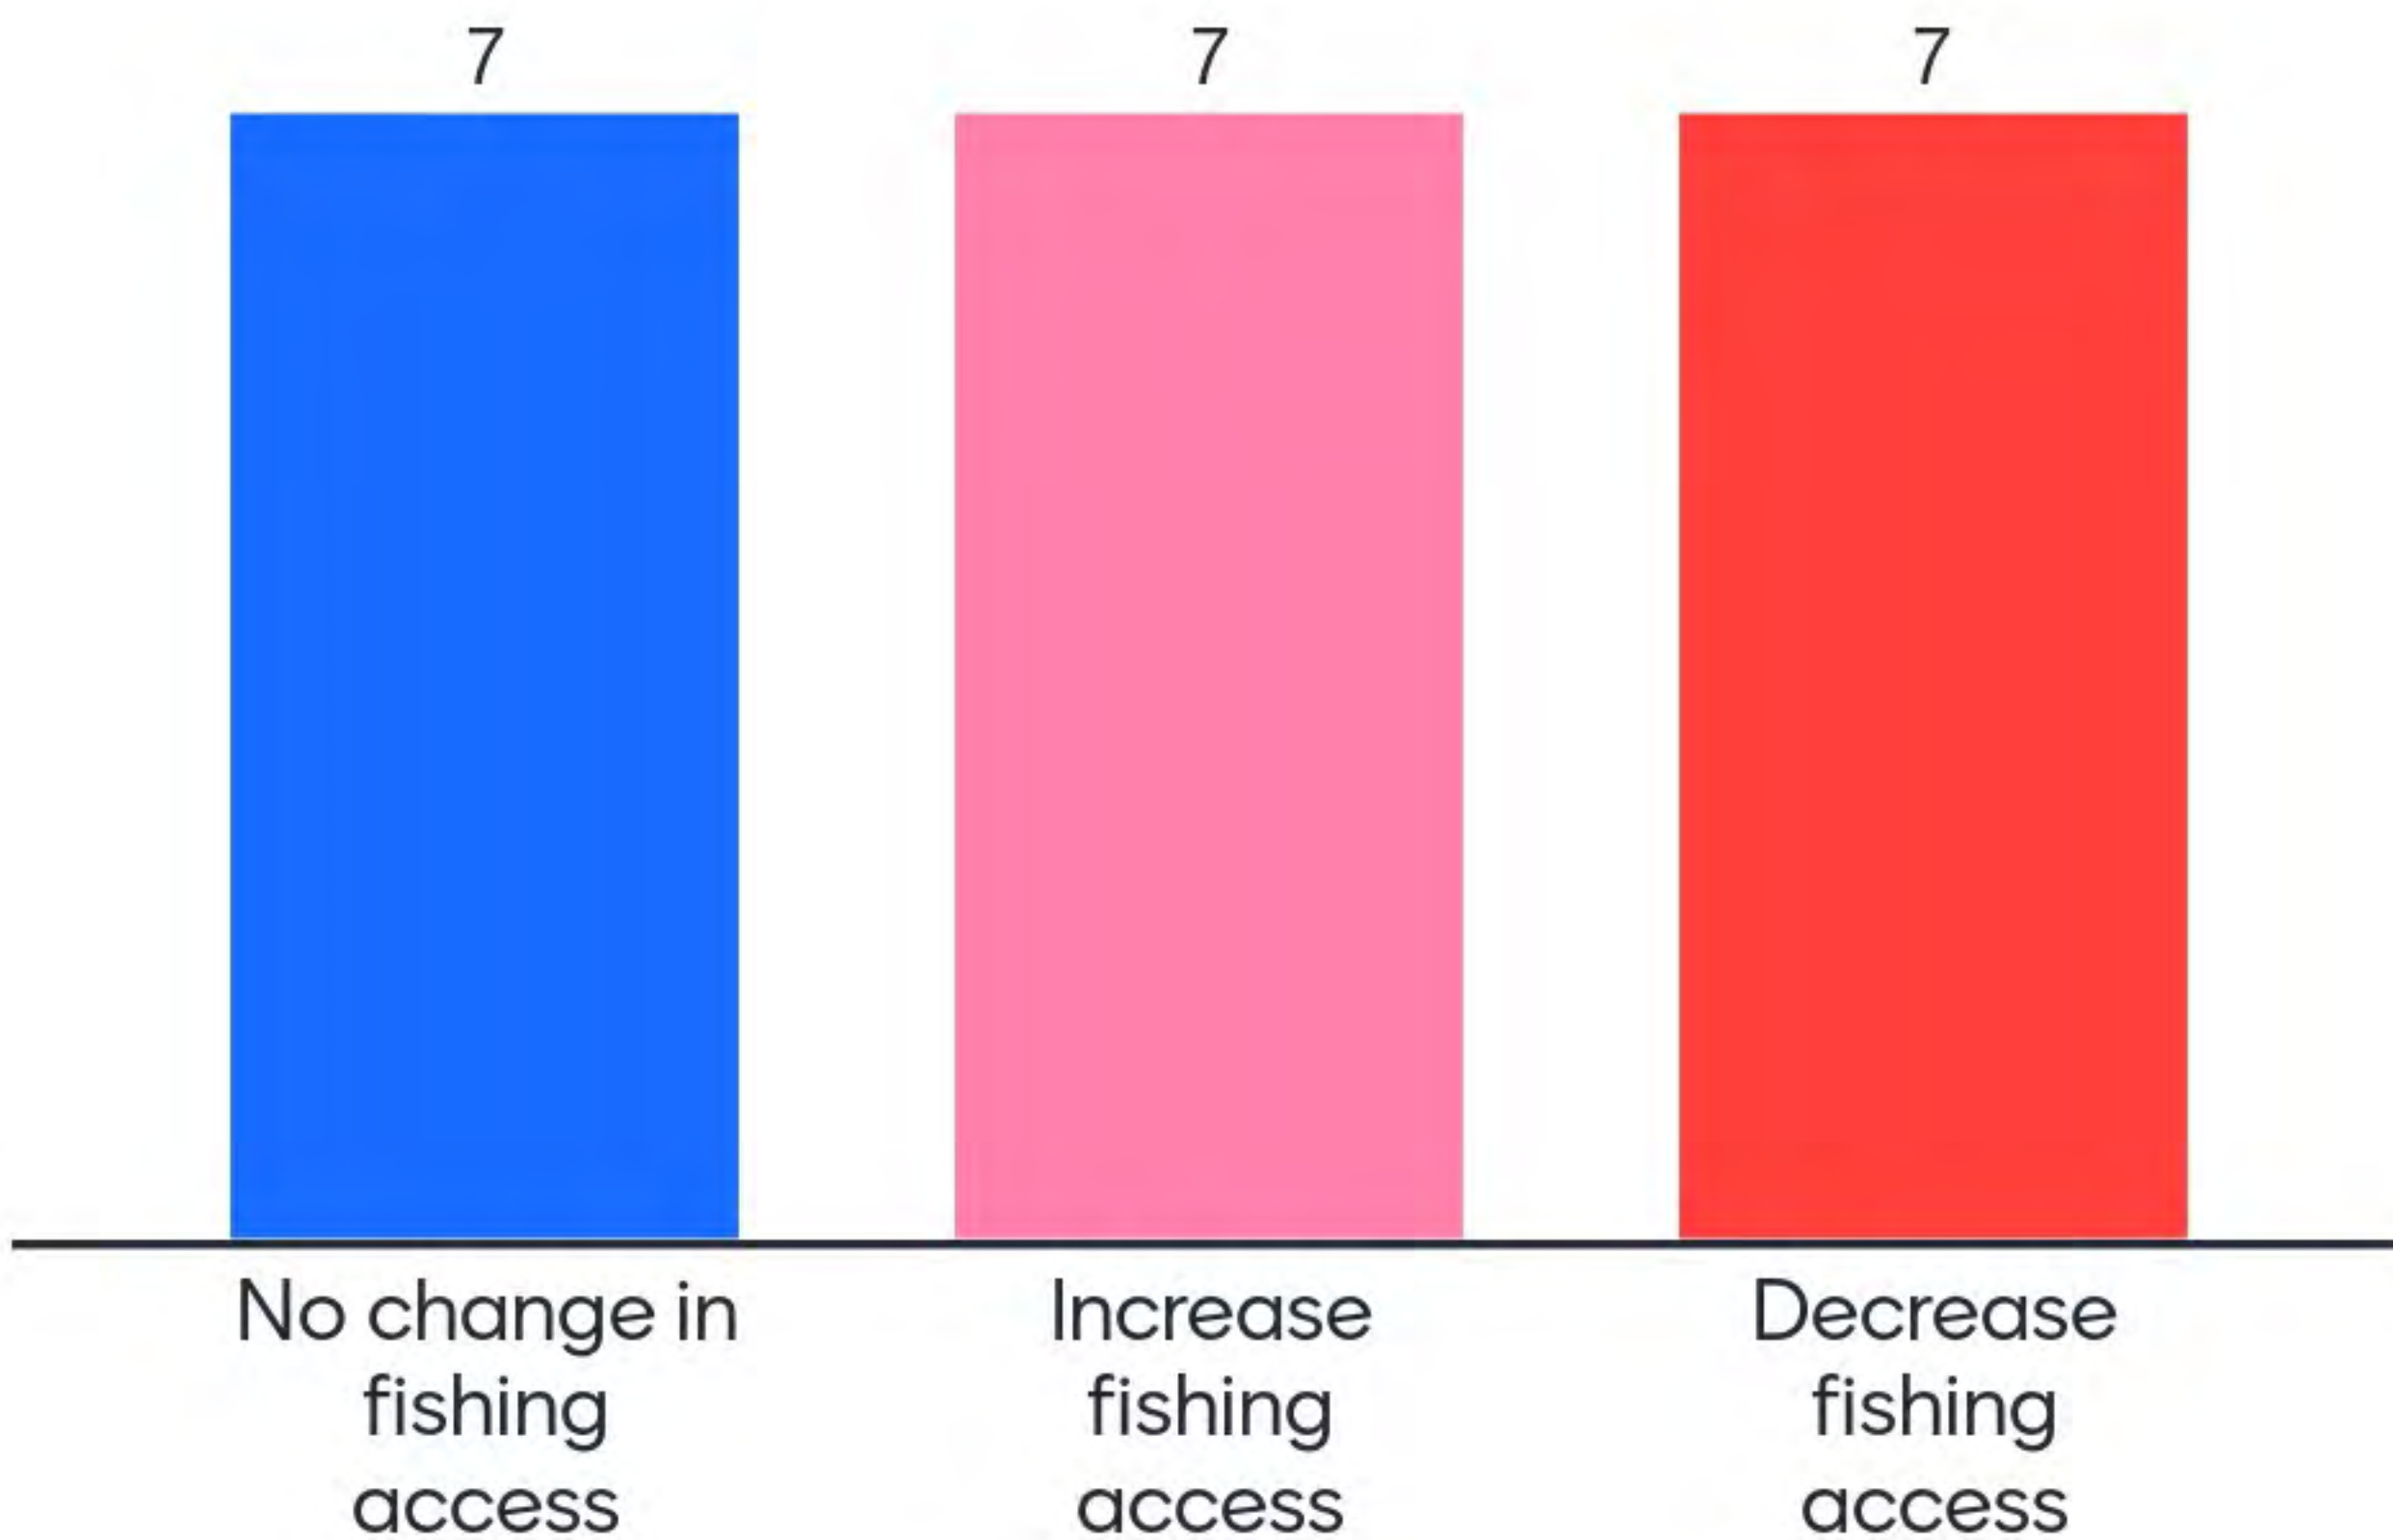 7 7 7
No change in
fishing
access
Increase
fishing
access
Decrease
fishing
access